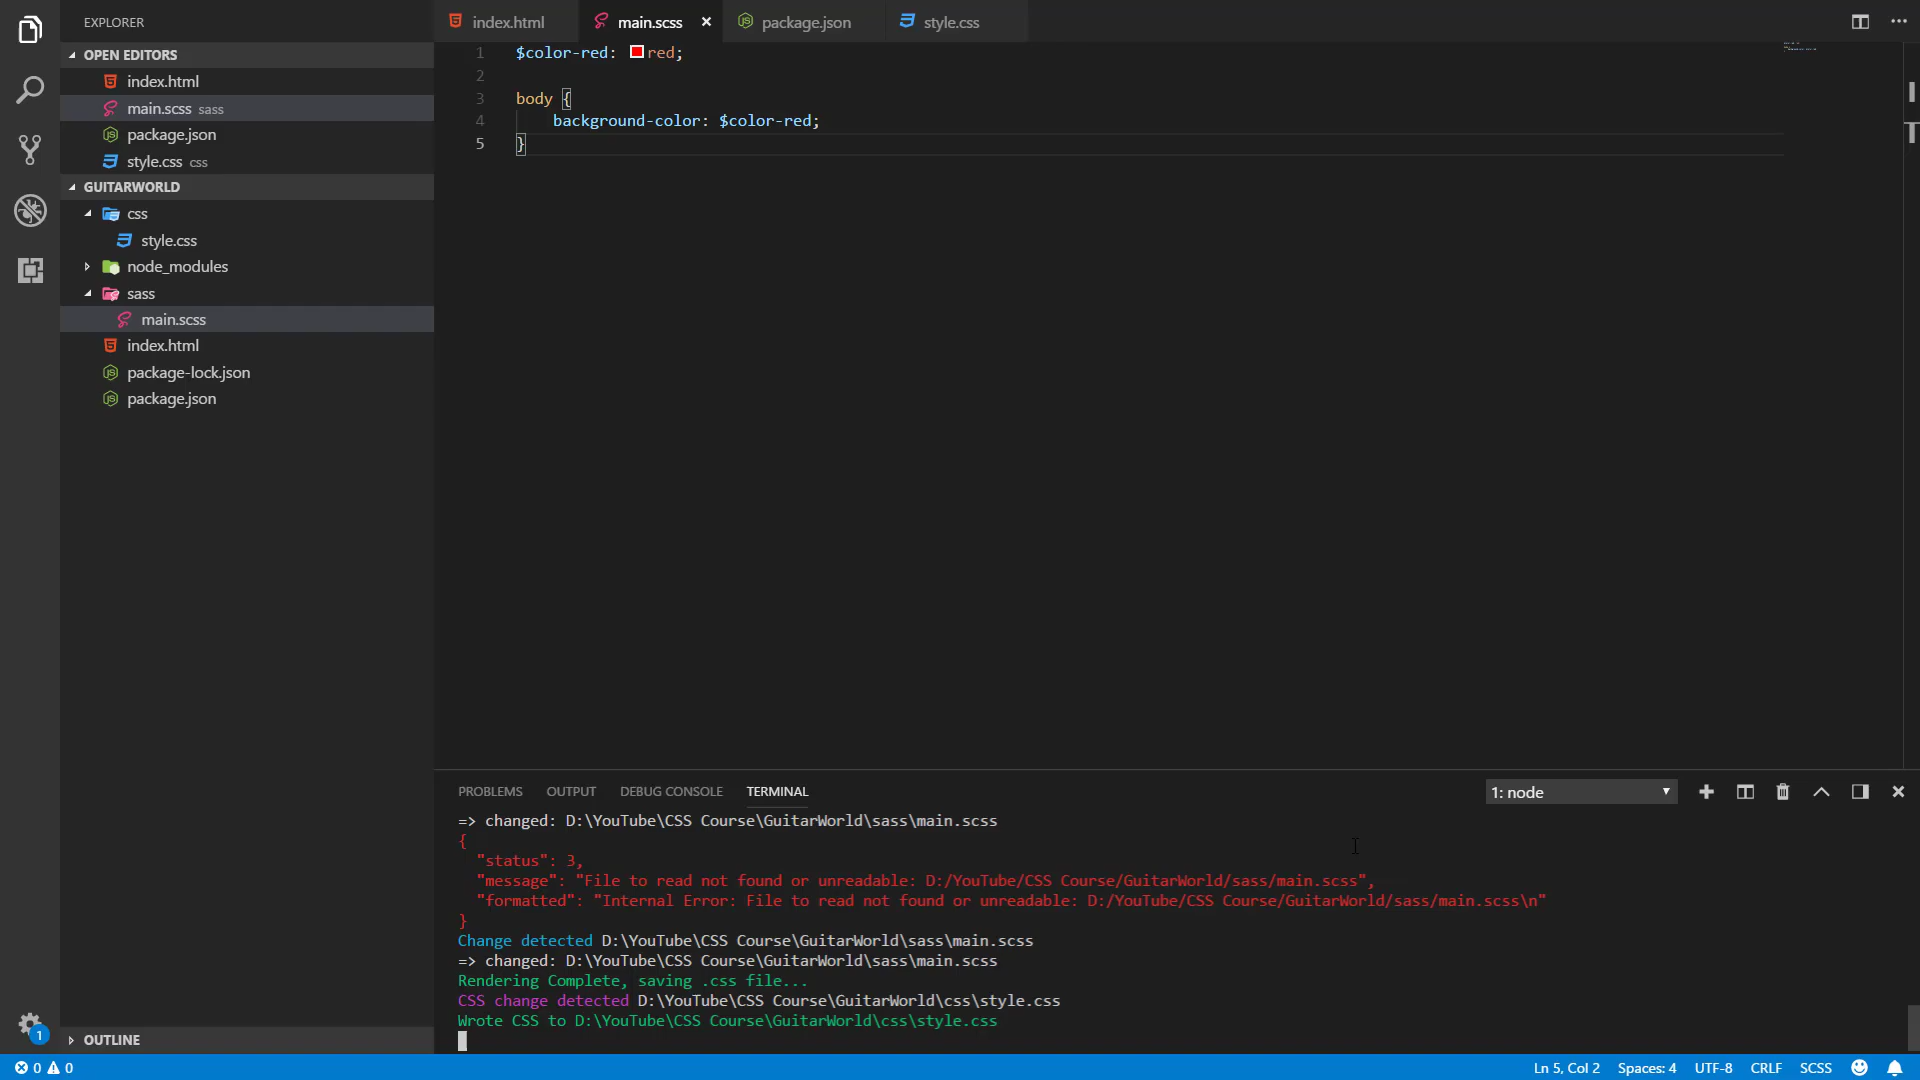 EXPLORER
OPEN EDITORS
index.html
main.scss sass
package.json
style.css css
GUITARWORLD
css
style.css
node_modules
sass
main.scss
index.html
package-lock.json
package.json
OUTLINE
1
index.html
main.scss
package.json
style.css
1 $color-red: red;
2
3 body {
4 background-color: $color-red;
5 }
PROBLEMS OUTPUT DEBUG CONSOLE TERMINAL
1: node
=> changed: D:\YouTube\CSS Course\GuitarWorld\sass\main.scss
{
"status": 3,
"message": "File to read not found or unreadable: D:/YouTube/CSS Course/GuitarWorld/sass/main.scss",
"formatted": "Internal Error: File to read not found or unreadable: D:/YouTube/CSS Course/GuitarWorld/sass/main.scss\n"
}
Change detected D:\YouTube\CSS Course\GuitarWorld\sass\main.scss
=> changed: D:\YouTube\CSS Course\GuitarWorld\sass\main.scss
Rendering Complete, saving .css file...
CSS change detected D:\YouTube\CSS Course\GuitarWorld\css\style.css
Wrote CSS to D:\YouTube\CSS Course\GuitarWorld\css\style.css
0 0
Ln 5, Col 2 Spaces: 4 UTF-8 CRLF SCSS